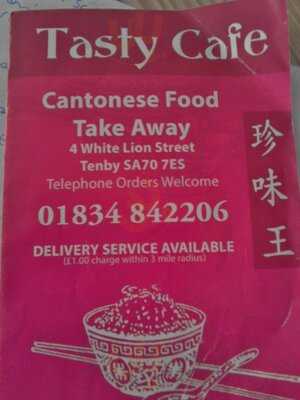 Tasty Cafe
Cantonese Food
Take Away
4 White Lion Street
Tenby SA70 7ES
Telephone Orders Welcome
01834 842206
DELIVERY SERVICE AVAILABLE
(£1.00 charge within 3 mile radius)
珍味王